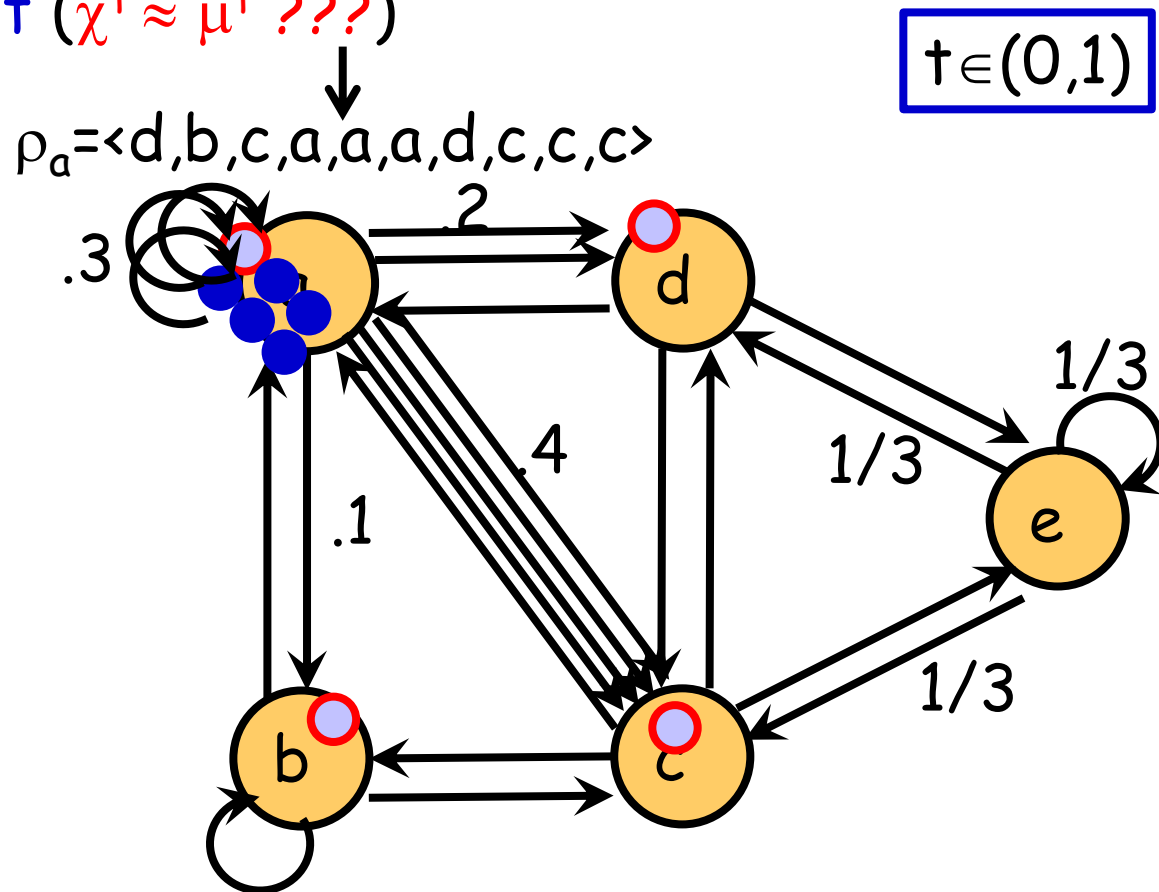 t (χᵗ ≈ μᵗ ???)
t∈(0,1)
ρₐ=<d,b,c,a,a,a,d,c,c,c>
.2
.3
d
1/3
.4
1/3
.1
e
1/3
b
c